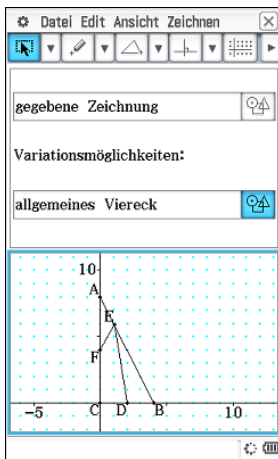 Datei Edit Ansicht Zeichnen
gegebene Zeichnung
Variationsmöglichkeiten:
allgemeines Viereck
10
A
E
F
C D B
-5 10